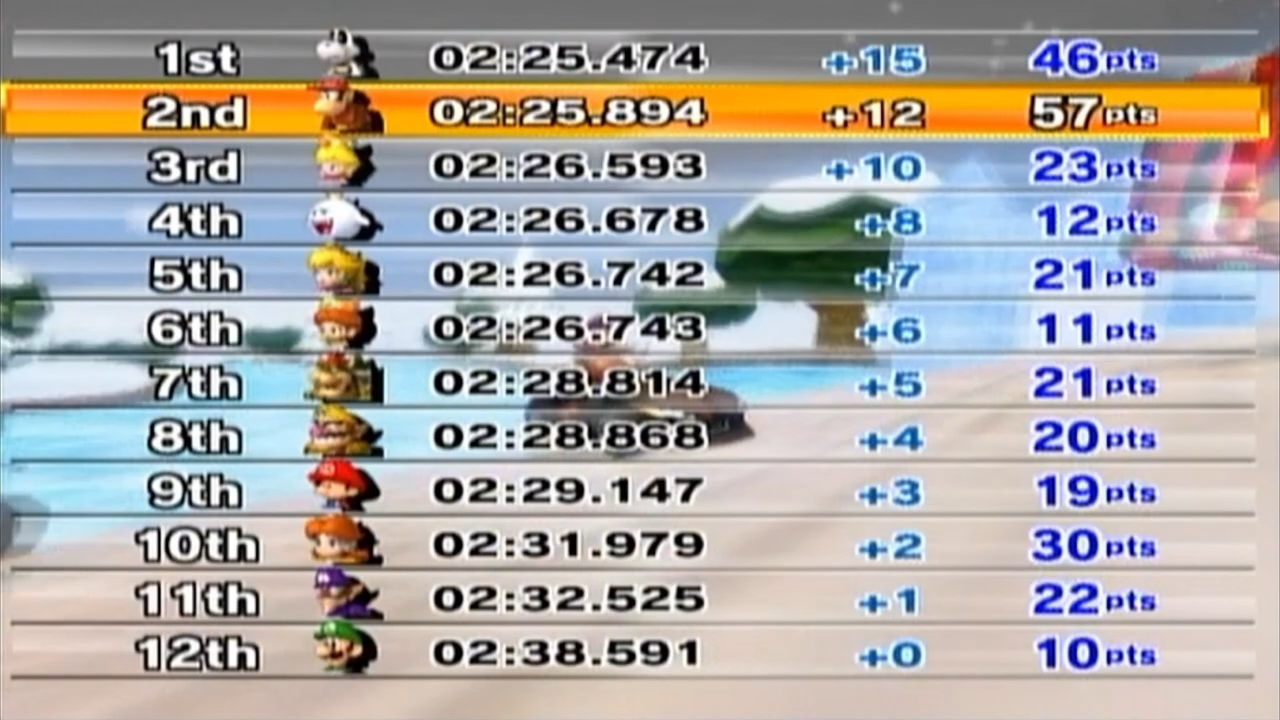 1st 02:25.474 +15 46pts
2nd 02:25.894 +12 57pts
3rd 02:26.593 +10 23pts
4th 02:26.678 +8 12pts
5th 02:26.742 +7 21pts
6th 02:26.743 +6 11pts
7th 02:28.814 +5 21pts
8th 02:28.868 +4 20pts
9th 02:29.147 +3 19pts
10th 02:31.979 +2 30pts
11th 02:32.525 +1 22pts
12th 02:38.591 +0 10pts